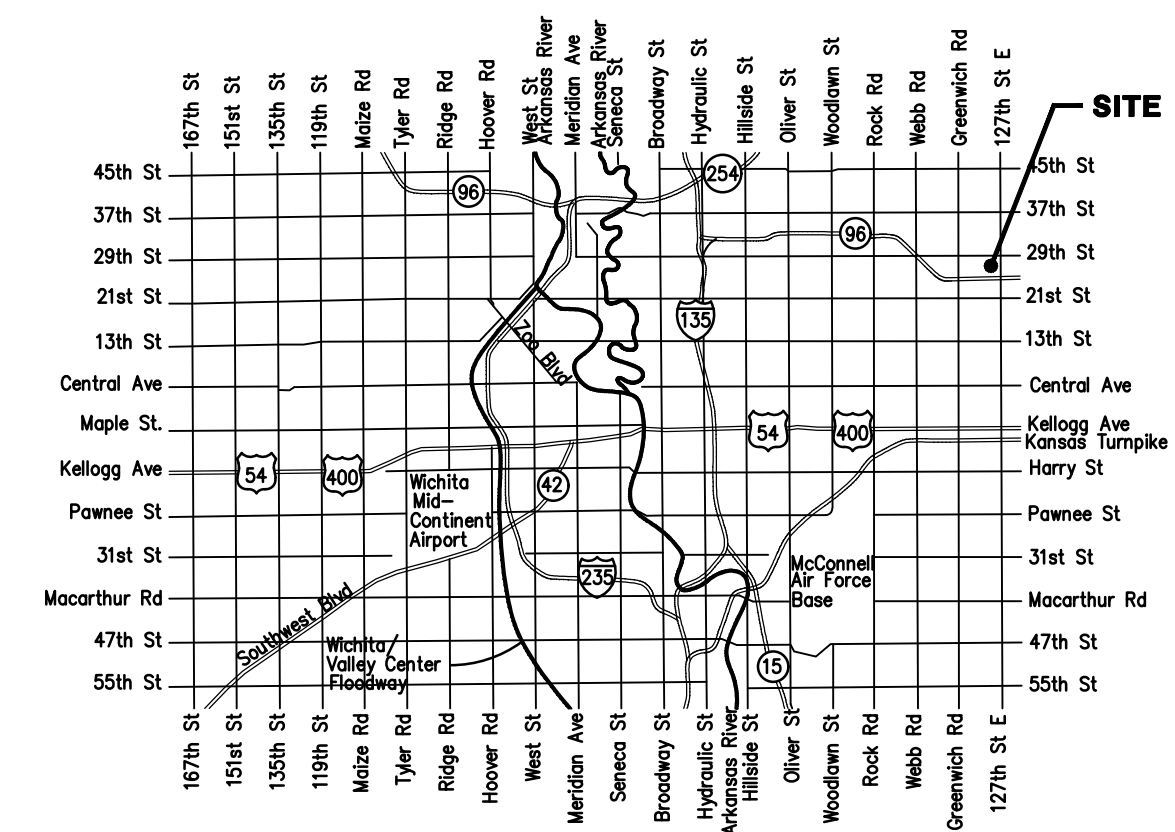 167th St
151st St
135th St
119th St
Maize Rd
Tyler Rd
Ridge Rd
Hoover Rd
West St
Arkansas River
Meridian Ave
Arkansas River
Seneca St
Broadway St
Hydraulic St
Hillside St
Oliver St
Woodlawn St
Rock Rd
Webb Rd
Greenwich Rd
127th St E
SITE
45th St
96
254
45th St
37th St
96
37th St
29th St
29th St
21st St
21st St
135
13th St
Zoo Blvd
13th St
Central Ave
Central Ave
Maple St.
54
400
Kellogg Ave
Kansas Turnpike
Kellogg Ave
54
400
42
Harry St
Wichita
Mid-
Continent
Airport
Pawnee St
Pawnee St
31st St
31st St
235
McConnell
Air Force
Base
Macarthur Rd
Southwest Blvd
Macarthur Rd
47th St
Wichita/
Valley Center
Floodway
47th St
15
55th St
55th St
167th St
151st St
135th St
119th St
Maize Rd
Tyler Rd
Ridge Rd
Hoover Rd
West St
Meridian Ave
Seneca St
Broadway St
Hydraulic St
Arkansas River
Hillside St
Oliver St
Woodlawn St
Rock Rd
Webb Rd
Greenwich Rd
127th St E